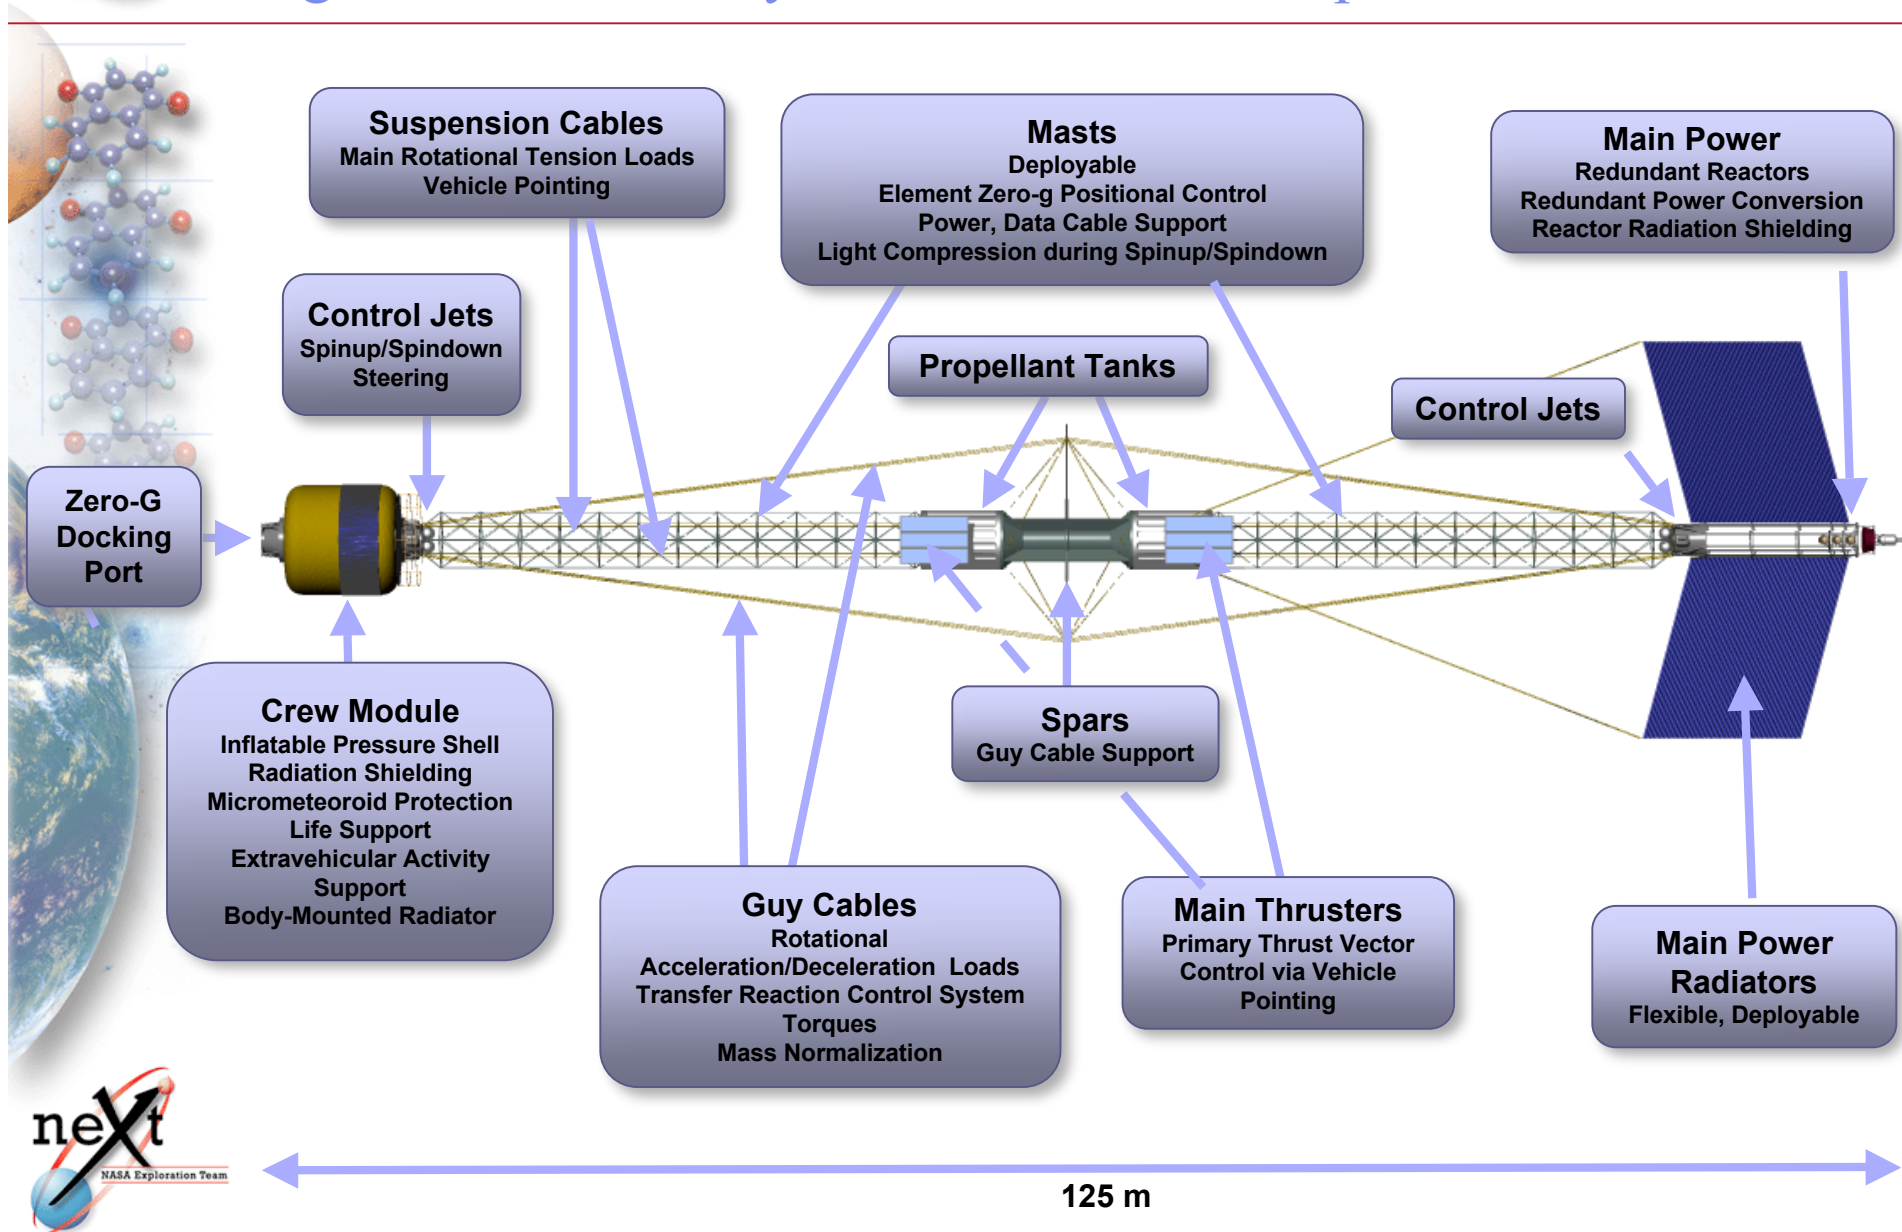 Suspension Cables
Main Rotational Tension Loads
Vehicle Pointing
Masts
Deployable
Element Zero-g Positional Control
Power, Data Cable Support
Light Compression during Spinup/Spindown
Main Power
Redundant Reactors
Redundant Power Conversion
Reactor Radiation Shielding
Control Jets
Spinup/Spindown
Steering
Propellant Tanks
Control Jets
Zero-G
Docking
Port
Crew Module
Inflatable Pressure Shell
Radiation Shielding
Micrometeoroid Protection
Life Support
Extravehicular Activity
Support
Body-Mounted Radiator
Spars
Guy Cable Support
Guy Cables
Rotational
Acceleration/Deceleration Loads
Transfer Reaction Control System
Torques
Mass Normalization
Main Thrusters
Primary Thrust Vector
Control via Vehicle
Pointing
Main Power
Radiators
Flexible, Deployable
neXt
NASA Exploration Team
125 m